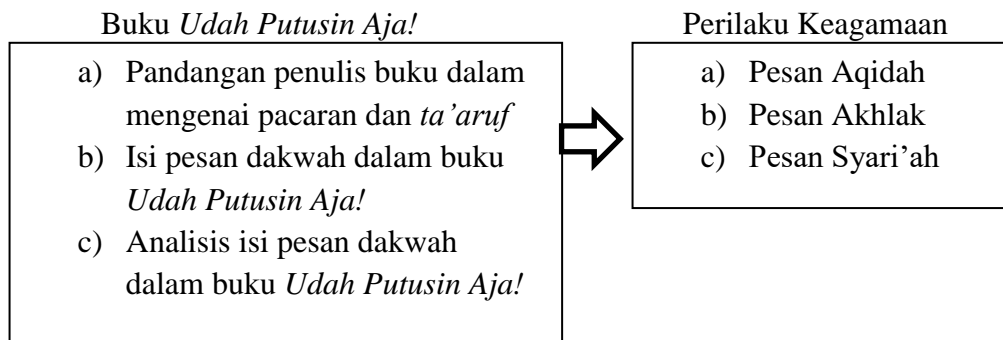 Buku Udah Putusin Aja!
a) Pandangan penulis buku dalam
mengenai pacaran dan ta’aruf
b) Isi pesan dakwah dalam buku
Udah Putusin Aja!
c) Analisis isi pesan dakwah
dalam buku Udah Putusin Aja!
Perilaku Keagamaan
a) Pesan Aqidah
b) Pesan Akhlak
c) Pesan Syari’ah